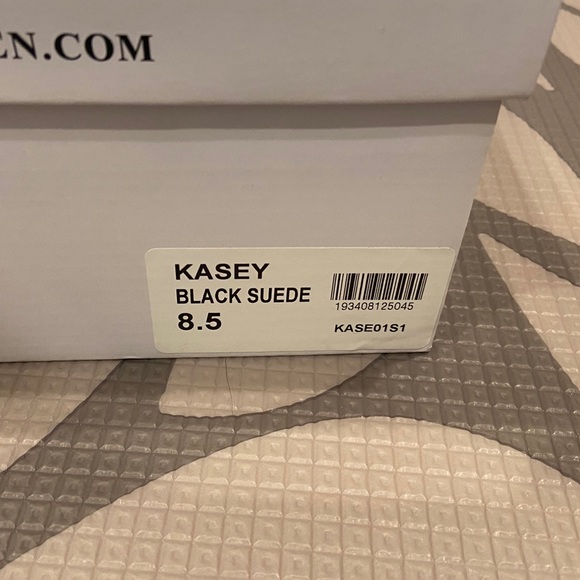 EN.COM
KASEY
BLACK SUEDE
8.5
193408125045
KASE01S1